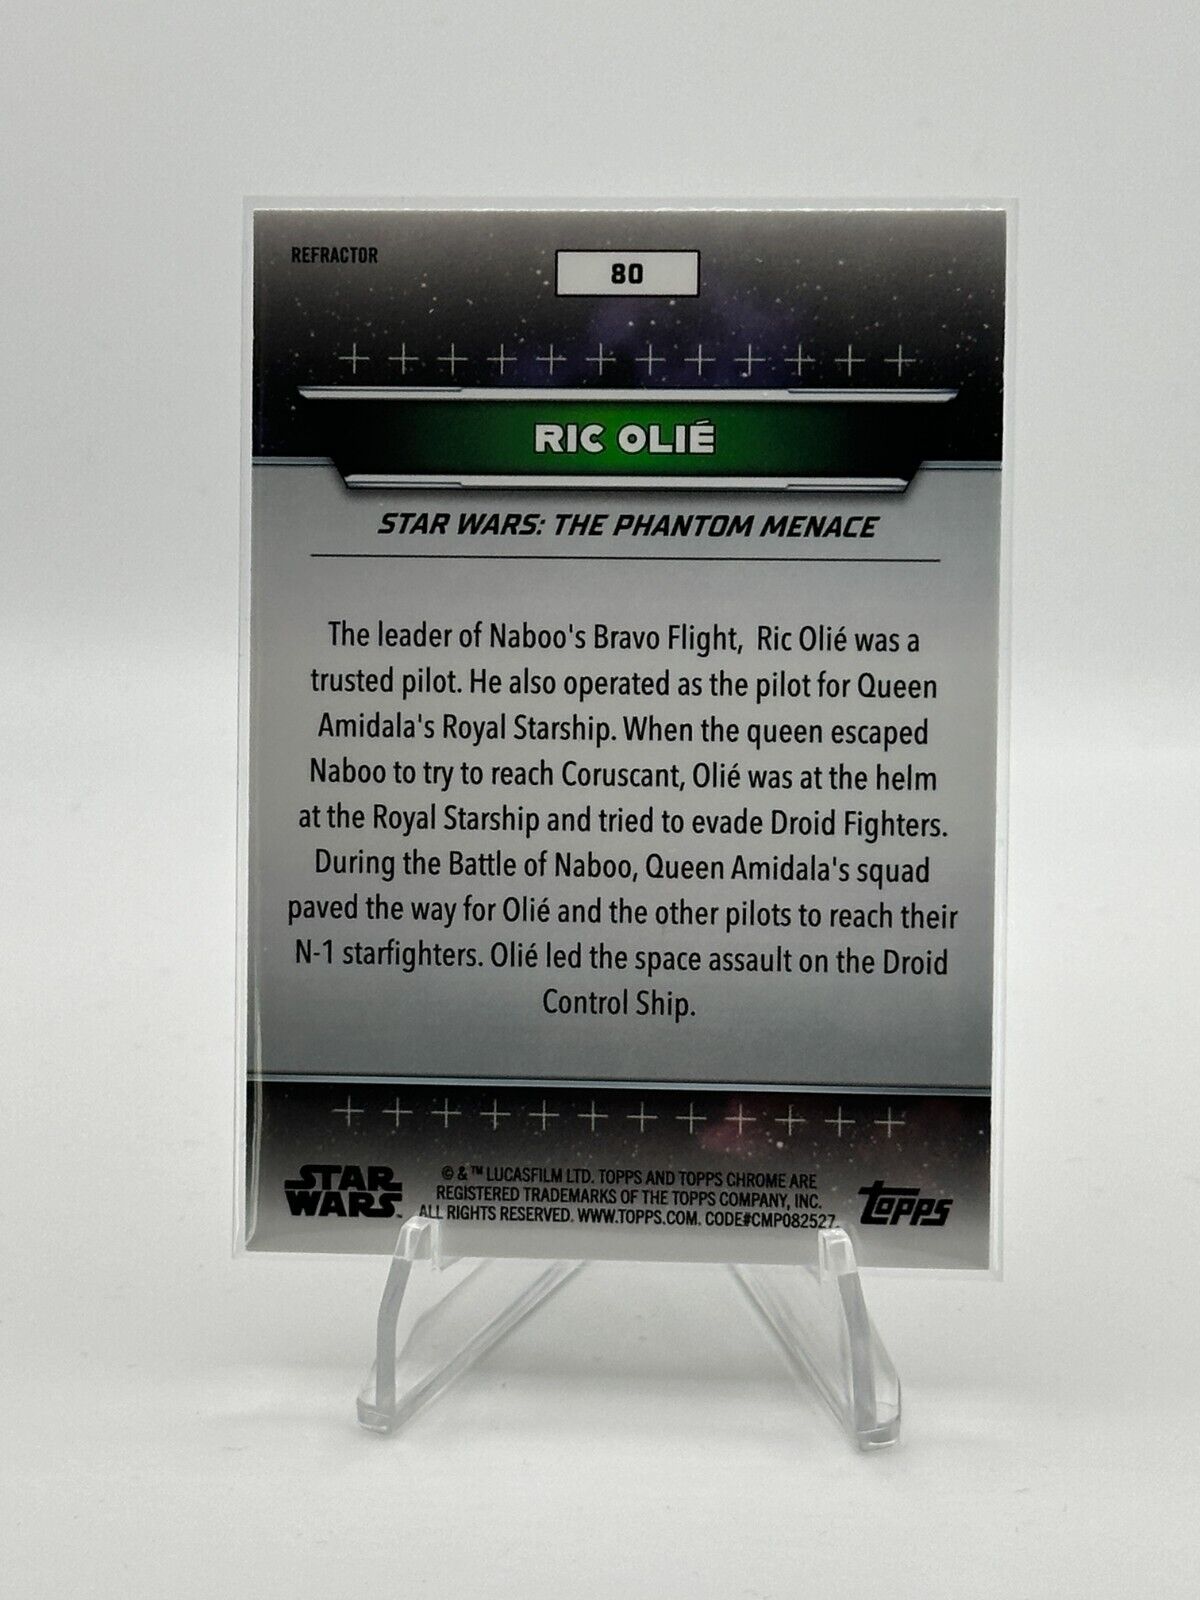 REFRACTOR
80
RIC OLIÉ
STAR WARS: THE PHANTOM MENACE
The leader of Naboo's Bravo Flight, Ric Olié was a
trusted pilot. He also operated as the pilot for Queen
Amidala's Royal Starship. When the queen escaped
Naboo to try to reach Coruscant, Olié was at the helm
at the Royal Starship and tried to evade Droid Fighters.
During the Battle of Naboo, Queen Amidala's squad
paved the way for Olié and the other pilots to reach their
N-1 starfighters. Olié led the space assault on the Droid
Control Ship.
STAR
WARS™
© & ™ LUCASFILM LTD. TOPPS AND TOPPS CHROME ARE
REGISTERED TRADEMARKS OF THE TOPPS COMPANY, INC.
ALL RIGHTS RESERVED. WWW.TOPPS.COM. CODE#CMP082527.
TOPPS